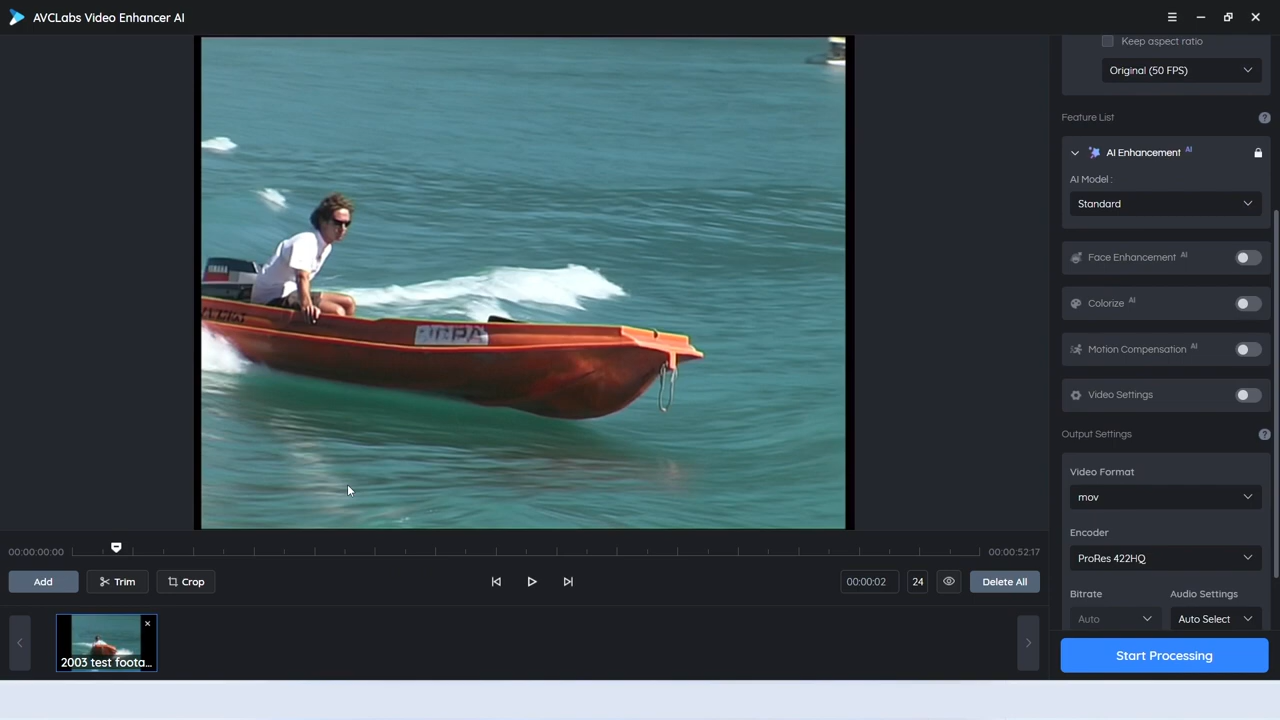 AVCLabs Video Enhancer AI
Keep aspect ratio
Original (50 FPS)
Feature List
?
AI Enhancement AI
AI Model :
Standard
Face Enhancement AI
Colorize AI
Motion Compensation AI
Video Settings
Output Settings
?
Video Format
mov
Encoder
ProRes 422HQ
Bitrate
Audio Settings
Auto
Auto Select
Start Processing
YAMAHA
00:00:00:00
00:00:52:17
Add
Trim
Crop
00:00:02
24
Delete All
2003 test foota...